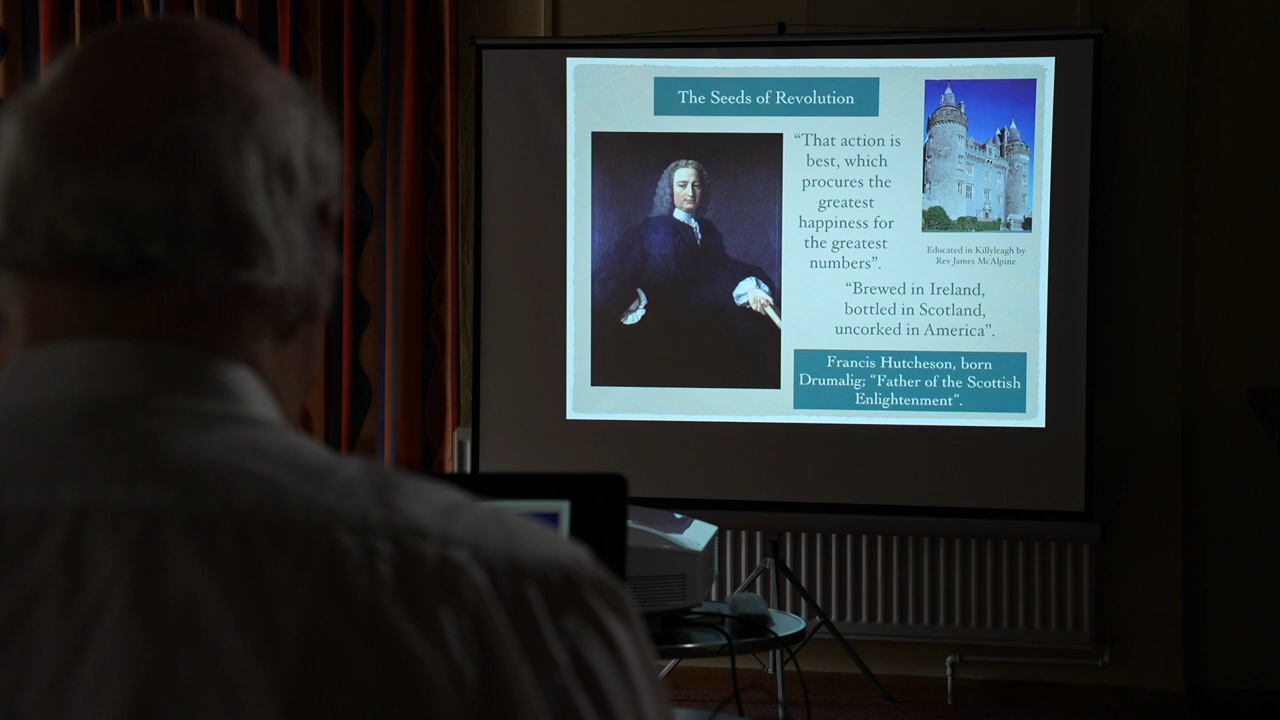 The Seeds of Revolution
“That action is
best, which
procures the
greatest
happiness for
the greatest
numbers”.
Educated in Killyleagh by
Rev James McAlpine
“Brewed in Ireland,
bottled in Scotland,
uncorked in America”.
Francis Hutcheson, born
Drumalig; “Father of the Scottish
Enlightenment”.